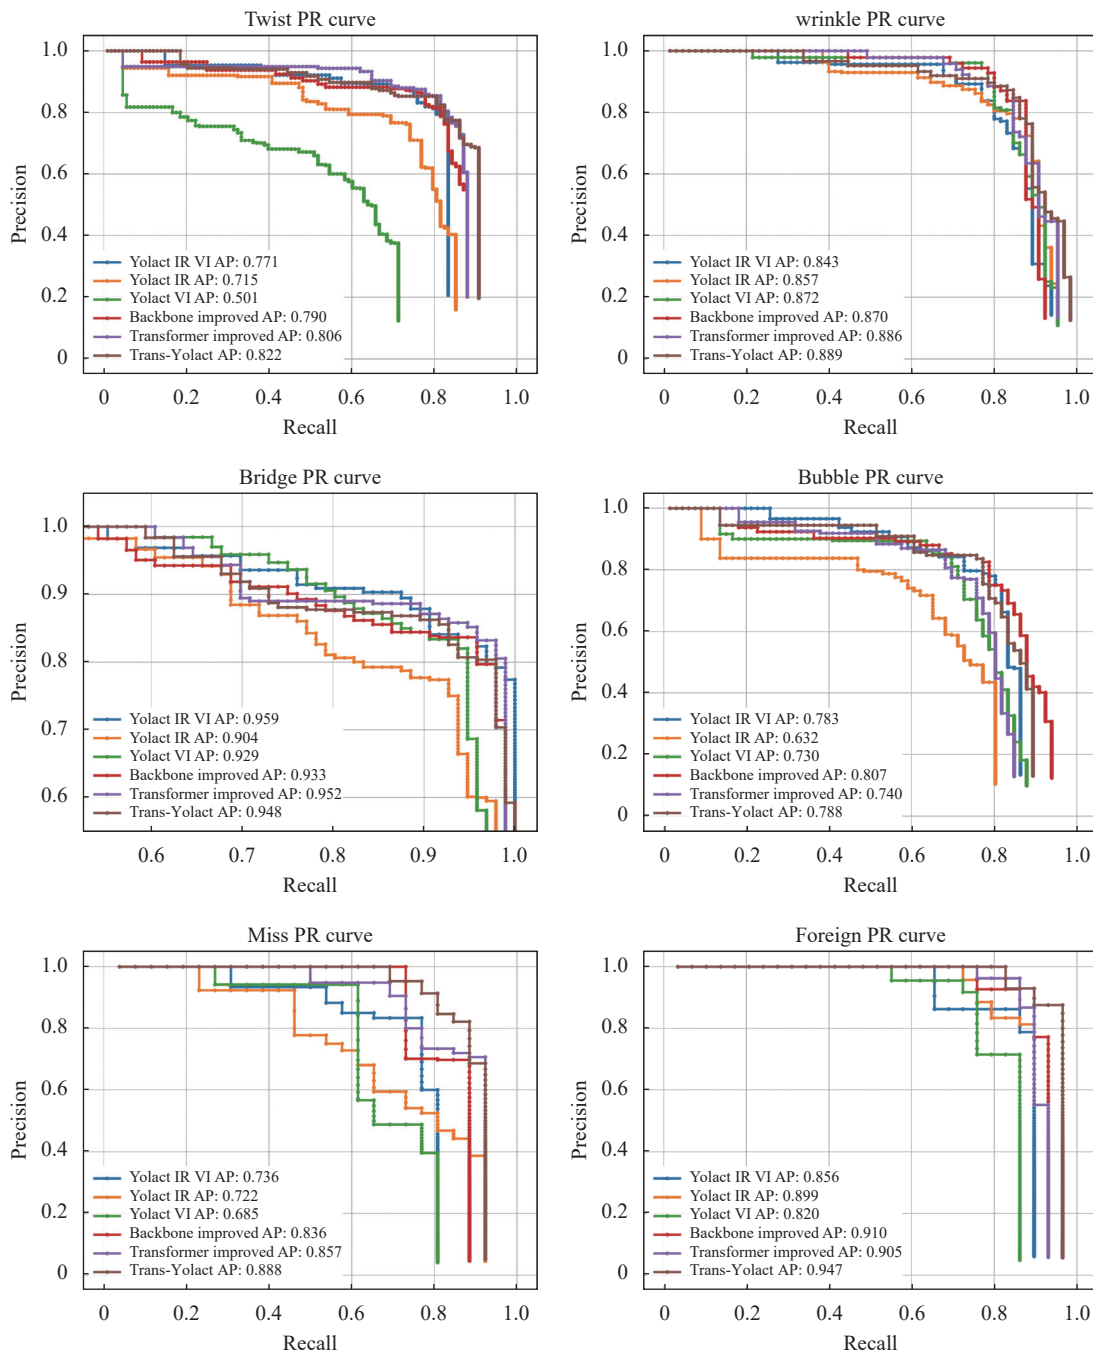 Twist PR curve
1.0
0.8
0.6
0.4
0.2
0
Precision
Yolact IR VI AP: 0.771
Yolact IR AP: 0.715
Yolact VI AP: 0.501
Backbone improved AP: 0.790
Transformer improved AP: 0.806
Trans-Yolact AP: 0.822
0 0.2 0.4 0.6 0.8 1.0
Recall
wrinkle PR curve
1.0
0.8
0.6
0.4
0.2
0
Precision
Yolact IR VI AP: 0.843
Yolact IR AP: 0.857
Yolact VI AP: 0.872
Backbone improved AP: 0.870
Transformer improved AP: 0.886
Trans-Yolact AP: 0.889
0 0.2 0.4 0.6 0.8 1.0
Recall
Bridge PR curve
1.0
0.9
0.8
0.7
0.6
Precision
Yolact IR VI AP: 0.959
Yolact IR AP: 0.904
Yolact VI AP: 0.929
Backbone improved AP: 0.933
Transformer improved AP: 0.952
Trans-Yolact AP: 0.948
0.6 0.7 0.8 0.9 1.0
Recall
Bubble PR curve
1.0
0.8
0.6
0.4
0.2
0
Precision
Yolact IR VI AP: 0.783
Yolact IR AP: 0.632
Yolact VI AP: 0.730
Backbone improved AP: 0.807
Transformer improved AP: 0.740
Trans-Yolact AP: 0.788
0 0.2 0.4 0.6 0.8 1.0
Recall
Miss PR curve
1.0
0.8
0.6
0.4
0.2
0
Precision
Yolact IR VI AP: 0.736
Yolact IR AP: 0.722
Yolact VI AP: 0.685
Backbone improved AP: 0.836
Transformer improved AP: 0.857
Trans-Yolact AP: 0.888
0 0.2 0.4 0.6 0.8 1.0
Recall
Foreign PR curve
1.0
0.8
0.6
0.4
0.2
0
Precision
Yolact IR VI AP: 0.856
Yolact IR AP: 0.899
Yolact VI AP: 0.820
Backbone improved AP: 0.910
Transformer improved AP: 0.905
Trans-Yolact AP: 0.947
0 0.2 0.4 0.6 0.8 1.0
Recall